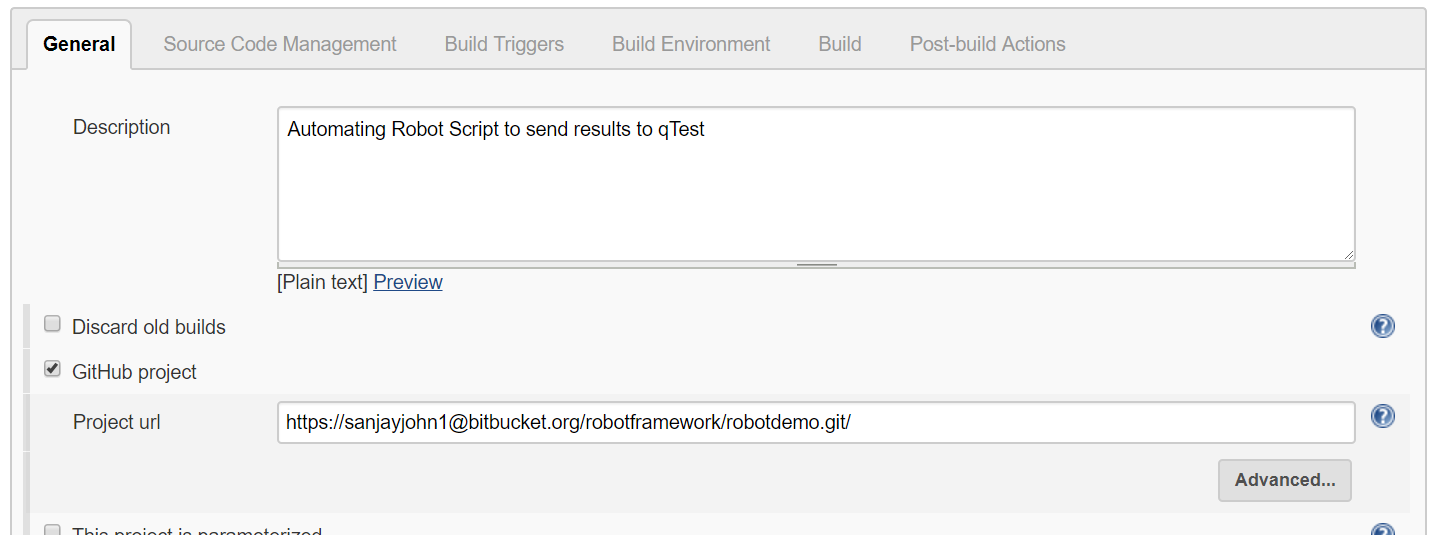 General Source Code Management Build Triggers Build Environment Build Post-build Actions
Description
Automating Robot Script to send results to qTest
[Plain text] Preview
Discard old builds
GitHub project
Project url
https://sanjayjohn1@bitbucket.org/robotframework/robotdemo.git/
Advanced...
This project is parameterized